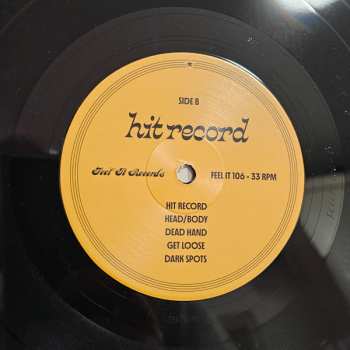 SIDE B
hit record
Feel It Records
FEEL IT 106 - 33 RPM
HIT RECORD
HEAD/BODY
DEAD HAND
GET LOOSE
DARK SPOTS